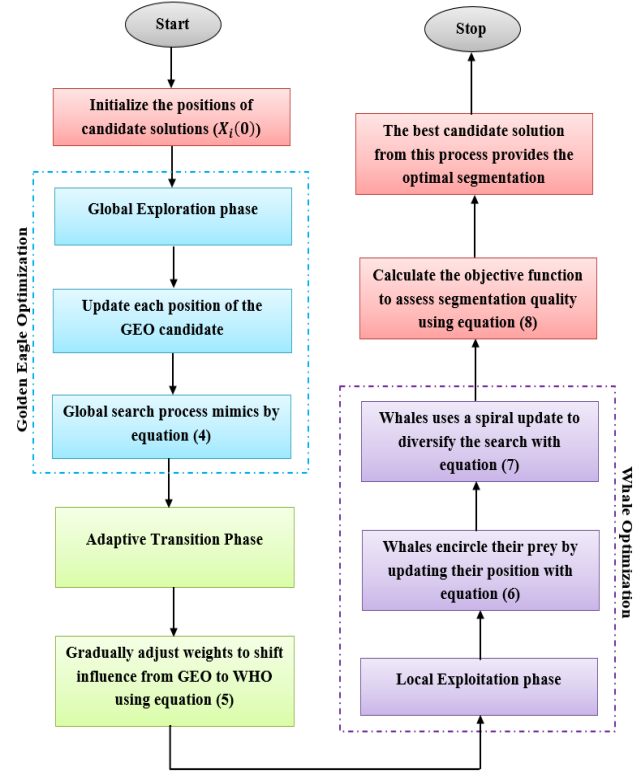 Start
Initialize the positions of
candidate solutions (𝑋ᵢ(0))
Golden Eagle Optimization
Global Exploration phase
Update each position of the
GEO candidate
Global search process mimics by
equation (4)
Adaptive Transition Phase
Gradually adjust weights to shift
influence from GEO to WHO
using equation (5)
Whale Optimization
Local Exploitation phase
Whales encircle their prey by
updating their position with
equation (6)
Whales uses a spiral update to
diversify the search with
equation (7)
Calculate the objective function
to assess segmentation quality
using equation (8)
The best candidate solution
from this process provides the
optimal segmentation
Stop